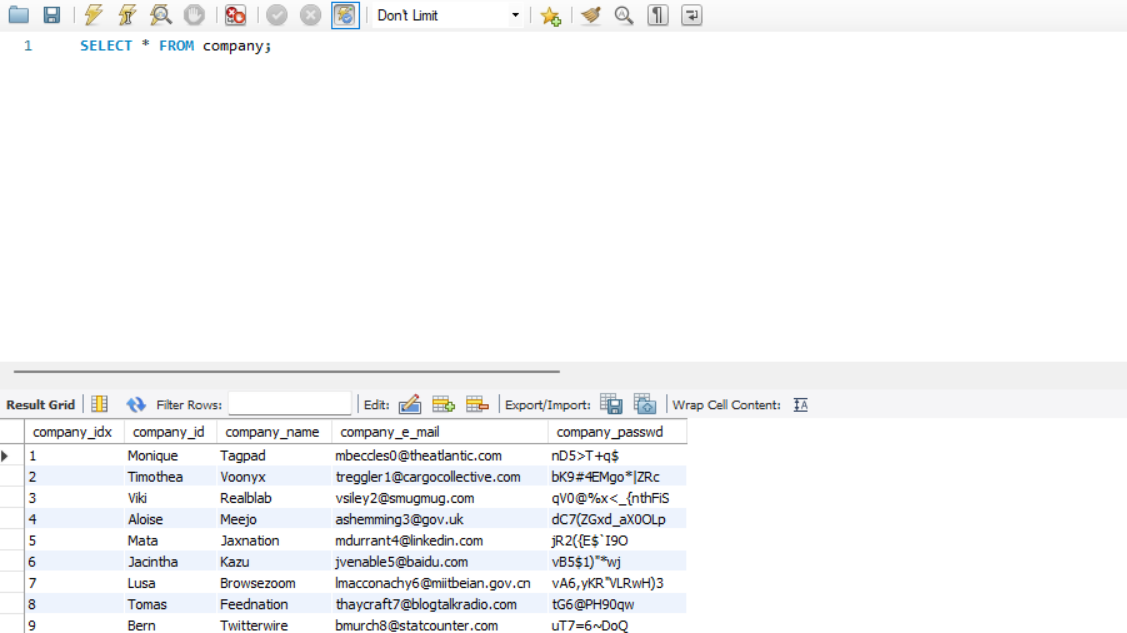 Don't Limit
1 SELECT * FROM company;
Result Grid Filter Rows: Edit: Export/Import: Wrap Cell Content:
company_idx company_id company_name company_e_mail company_passwd
1 Monique Tagpad mbeccles0@theatlantic.com nD5>T+q$
2 Timothea Voonyx treggler1@cargocollective.com bK9#4EMgo*|ZRc
3 Viki Realblab vsiley2@smugmug.com qV0@%x<_{nthFiS
4 Aloise Meejo ashemming3@gov.uk dC7(ZGxd_aX0OLp
5 Mata Jaxnation mdurrant4@linkedin.com jR2({E$`I9O
6 Jacintha Kazu jvenable5@baidu.com vB5$1)"*wj
7 Lusa Browsezoom lmacconachy6@miitbeian.gov.cn vA6,yKR"VLRwH)3
8 Tomas Feednation thaycraft7@blogtalkradio.com tG6@PH90qw
9 Bern Twitterwire bmurch8@statcounter.com uT7=6~DoQ